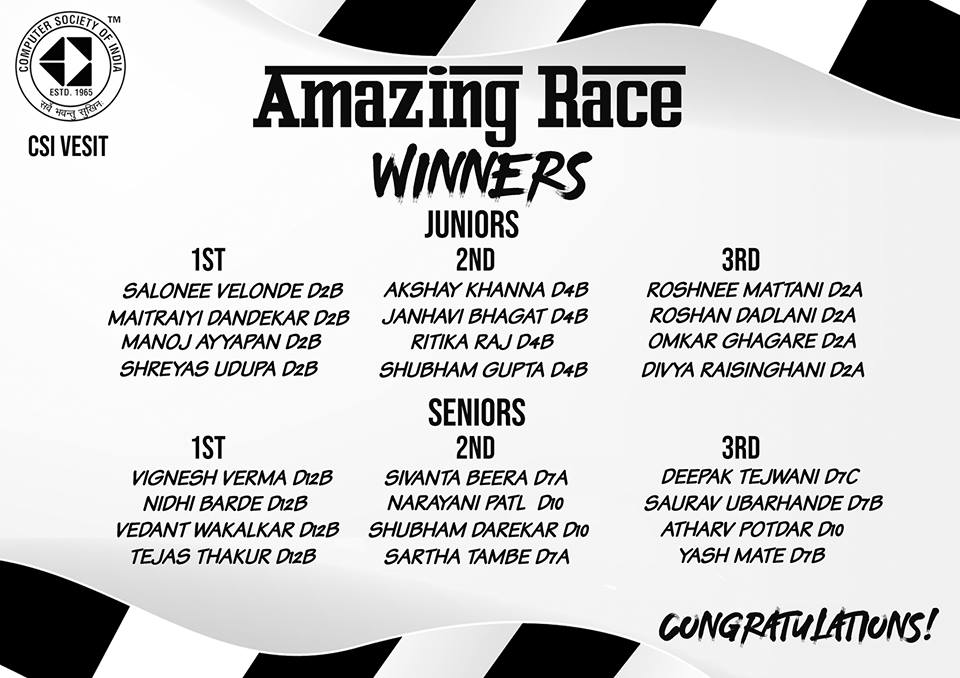 COMPUTER SOCIETY OF INDIA
TM
ESTD. 1965
सर्वे भवन्तु सुखिनः
CSI VESIT
Amazing Race
WINNERS
JUNIORS
1ST 2ND 3RD
SALONEE VELONDE D2B AKSHAY KHANNA D4B ROSHNEE MATTANI D2A
MAITRAIYI DANDEKAR D2B JANHAVI BHAGAT D4B ROSHAN DADLANI D2A
MANOJ AYYAPAN D2B RITIKA RAJ D4B OMKAR GHAGARE D2A
SHREYAS UDUPA D2B SHUBHAM GUPTA D4B DIVYA RAISINGHANI D2A
SENIORS
1ST 2ND 3RD
VIGNESH VERMA D12B SIVANTA BEERA D7A DEEPAK TEJWANI D7C
NIDHI BARDE D12B NARAYANI PATL D10 SAURAV UBARHANDE D7B
VEDANT WAKALKAR D12B SHUBHAM DAREKAR D10 ATHARV POTDAR D10
TEJAS THAKUR D12B SARTHA TAMBE D7A YASH MATE D7B
CONGRATULATIONS!